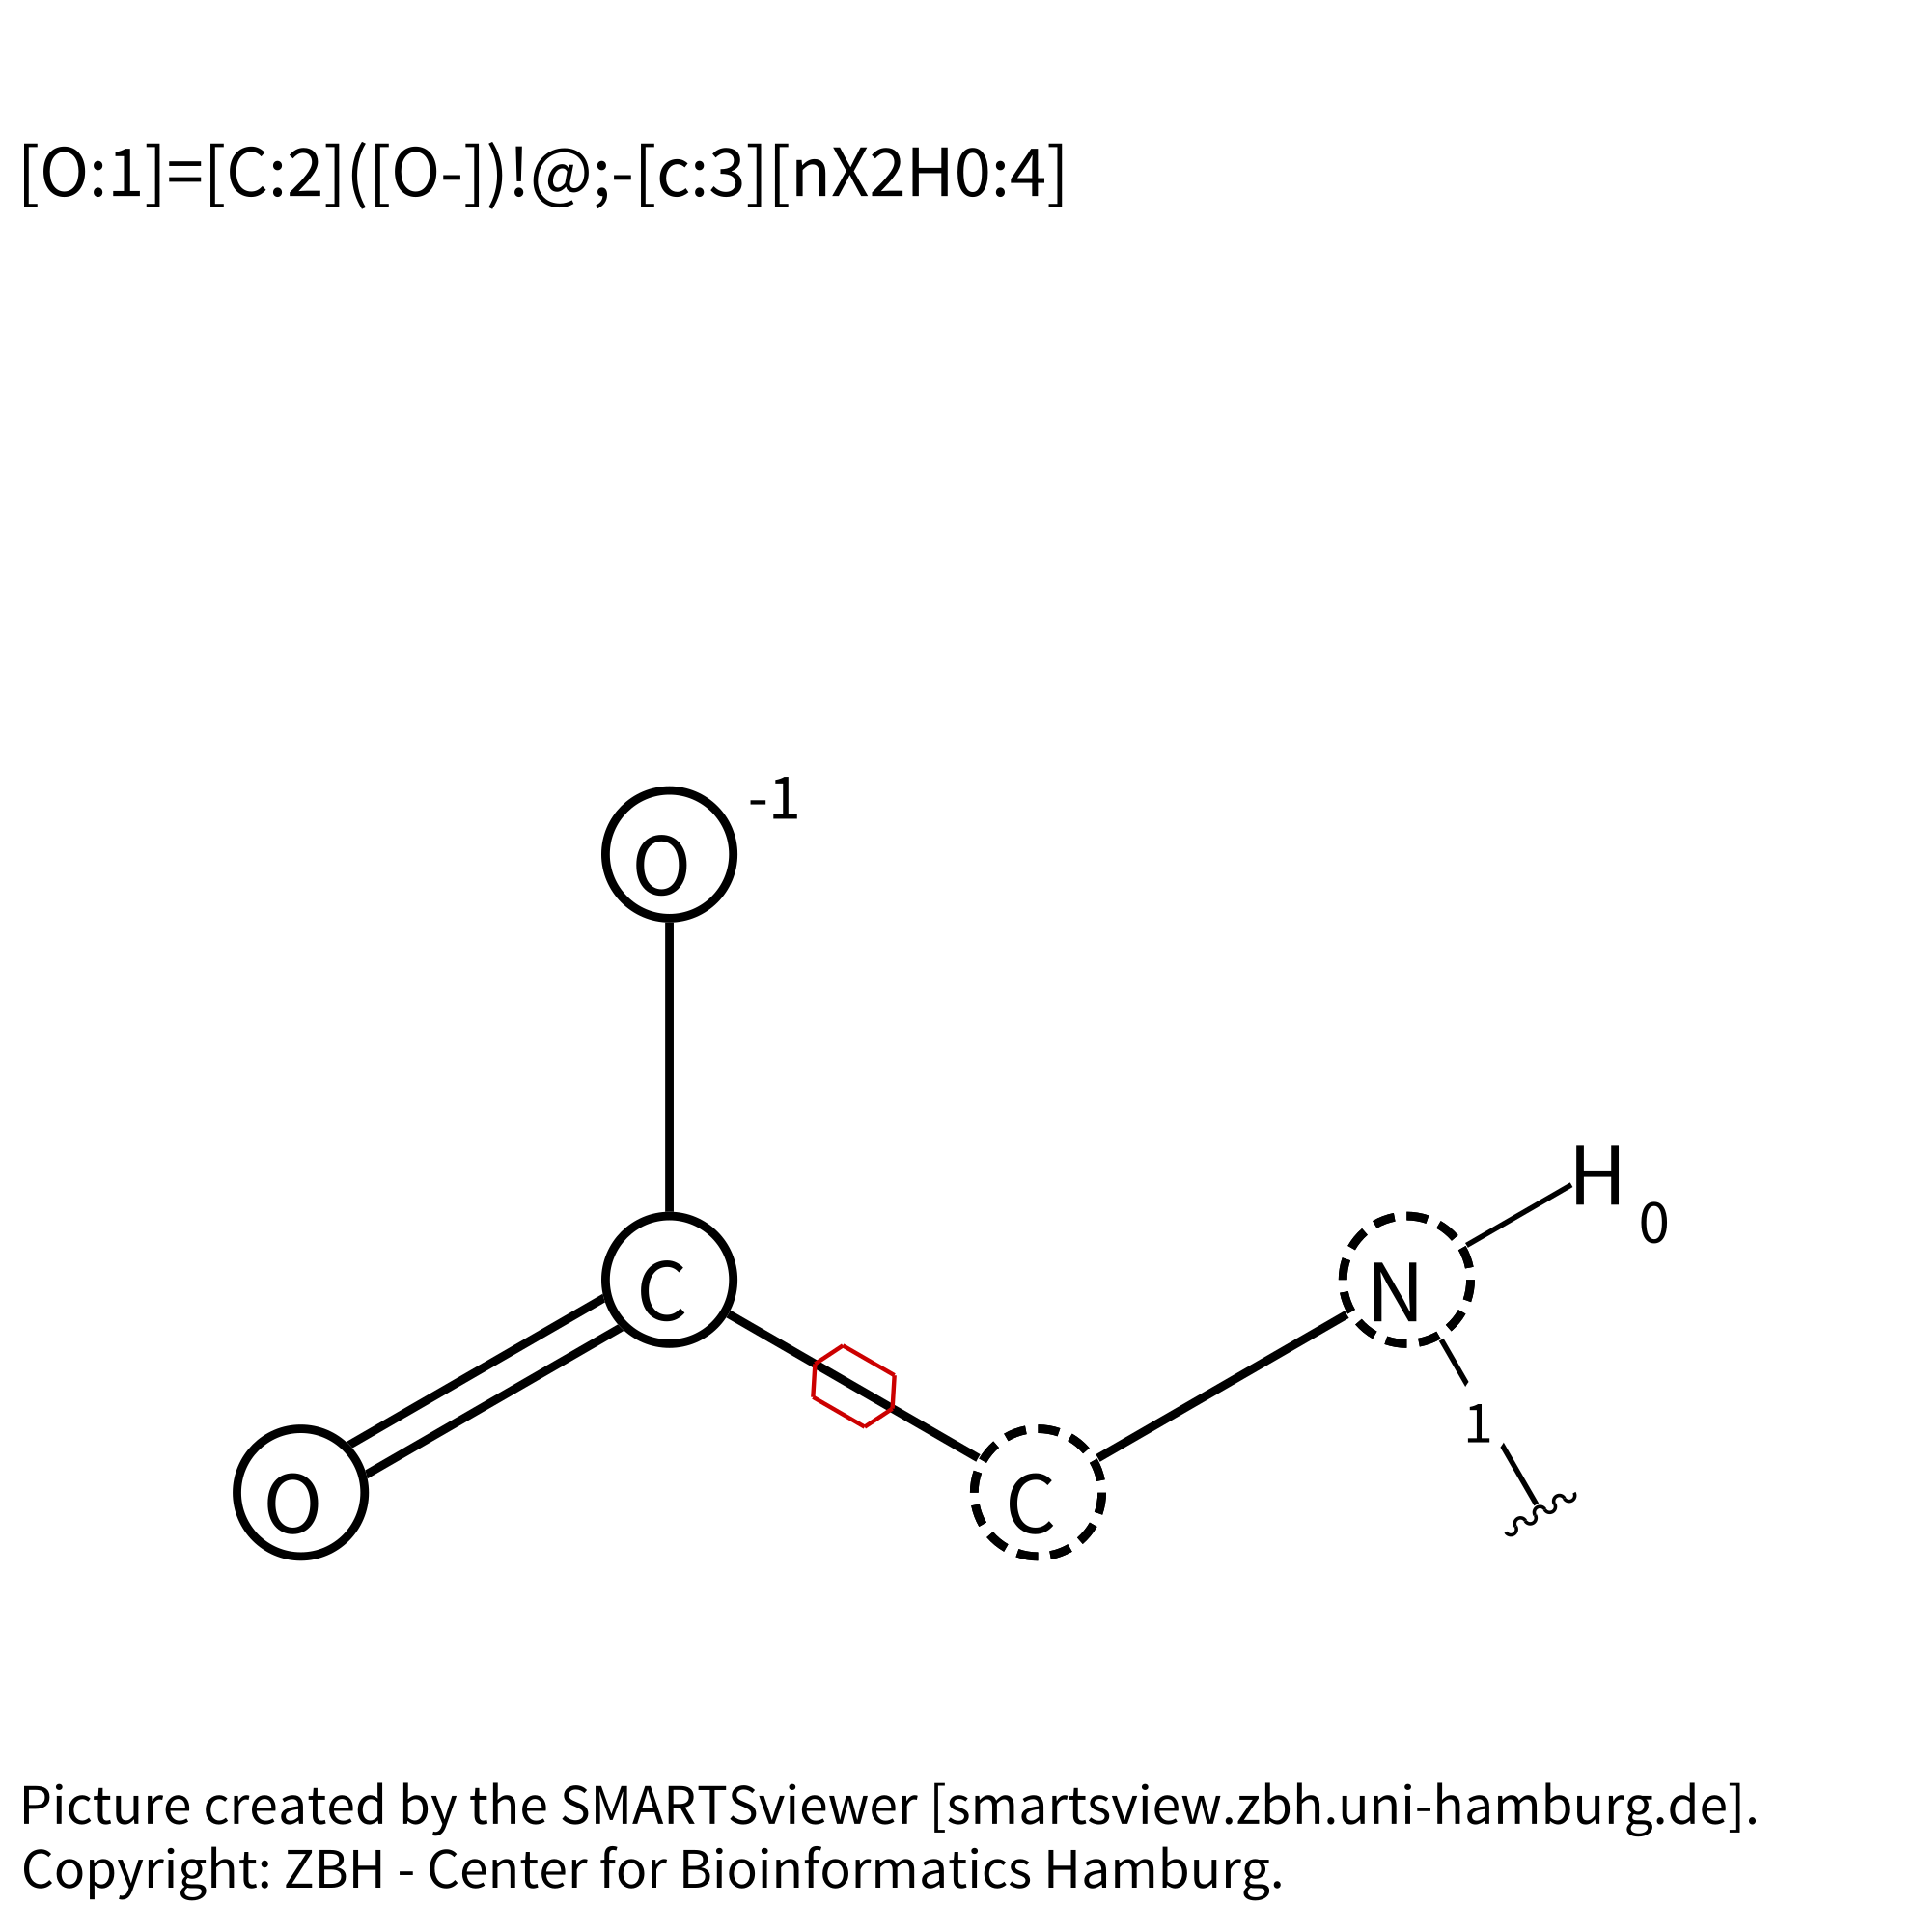 [O:1]=[C:2]([O-])!@;-[c:3][nX2H0:4]
O -1
H 0
C N
1
O C
Picture created by the SMARTSviewer [smartsview.zbh.uni-hamburg.de].
Copyright: ZBH - Center for Bioinformatics Hamburg.